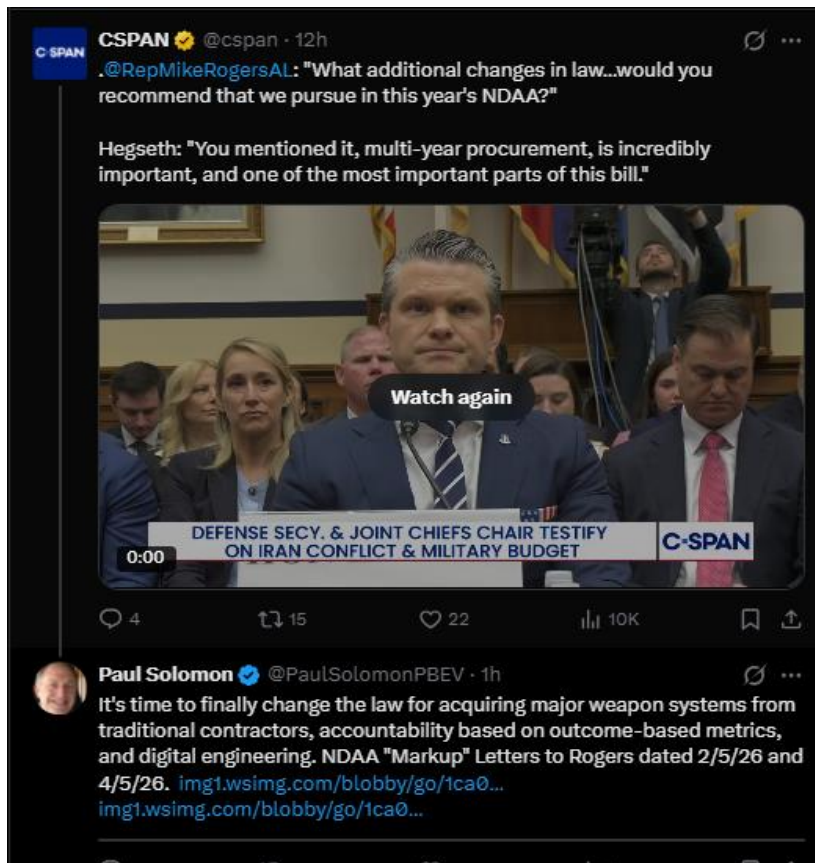 C-SPAN
CSPAN @cspan · 12h
.@RepMikeRogersAL: "What additional changes in law...would you
recommend that we pursue in this year's NDAA?"
Hegseth: "You mentioned it, multi-year procurement, is incredibly
important, and one of the most important parts of this bill."
Watch again
DEFENSE SECY. & JOINT CHIEFS CHAIR TESTIFY
ON IRAN CONFLICT & MILITARY BUDGET
C-SPAN
0:00
4 15 22 10K
Paul Solomon @PaulSolomonPBEV · 1h
It's time to finally change the law for acquiring major weapon systems from
traditional contractors, accountability based on outcome-based metrics,
and digital engineering. NDAA "Markup" Letters to Rogers dated 2/5/26 and
4/5/26. img1.wsimg.com/blobby/go/1ca0...
img1.wsimg.com/blobby/go/1ca0...